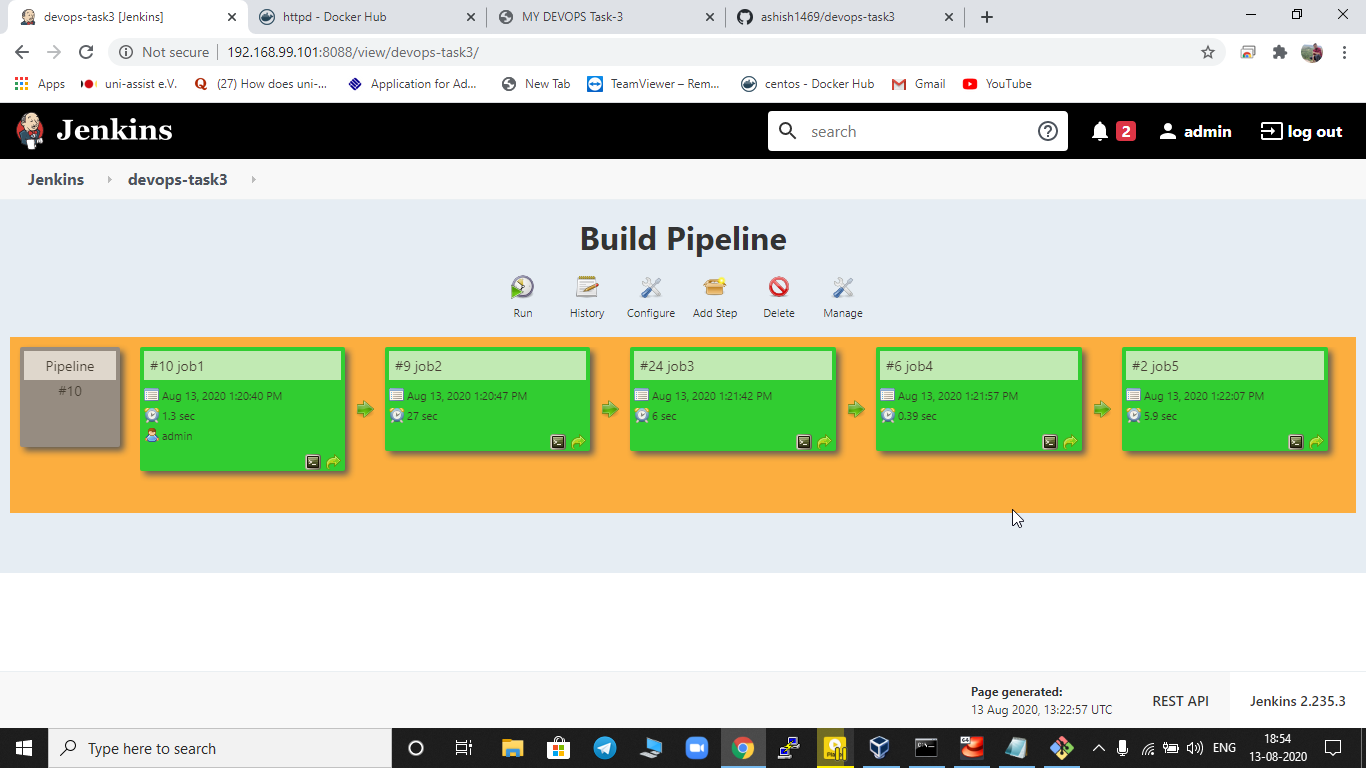 devops-task3 [Jenkins]
httpd - Docker Hub
MY DEVOPS Task-3
ashish1469/devops-task3
Not secure
192.168.99.101:8088/view/devops-task3/
Apps
uni-assist e.V.
(27) How does uni-...
Application for Ad...
New Tab
TeamViewer – Rem...
centos - Docker Hub
Gmail
YouTube
Jenkins
search
2
admin
log out
Jenkins
devops-task3
Build Pipeline
Run
History
Configure
Add Step
Delete
Manage
Pipeline
#10
#10 job1
Aug 13, 2020 1:20:40 PM
1.3 sec
admin
#9 job2
Aug 13, 2020 1:20:47 PM
27 sec
#24 job3
Aug 13, 2020 1:21:42 PM
6 sec
#6 job4
Aug 13, 2020 1:21:57 PM
0.39 sec
#2 job5
Aug 13, 2020 1:22:07 PM
5.9 sec
Page generated:
13 Aug 2020, 13:22:57 UTC
REST API
Jenkins 2.235.3
Type here to search
ENG
18:54
13-08-2020